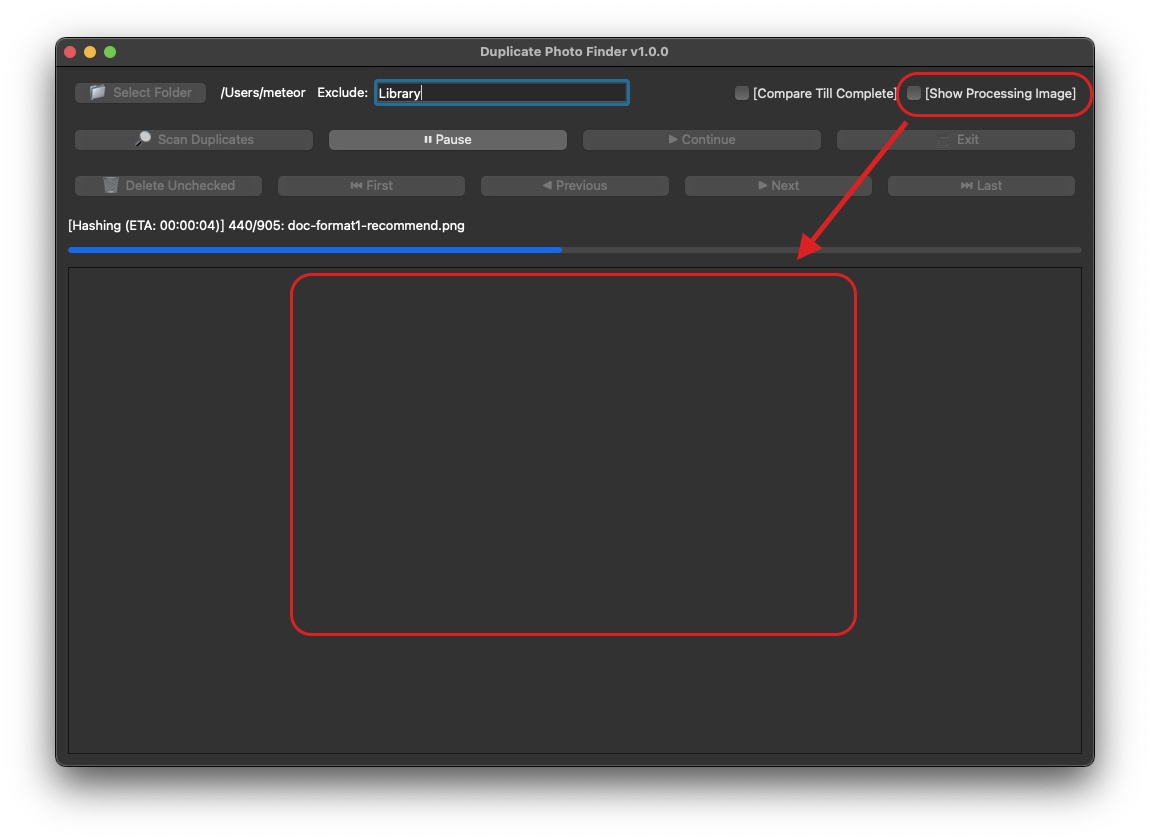 Duplicate Photo Finder v1.0.0
Select Folder /Users/meteor Exclude: Library [Compare Till Complete] [Show Processing Image]
Scan Duplicates Pause Continue Exit
Delete Unchecked First Previous Next Last
[Hashing (ETA: 00:00:04)] 440/905: doc-format1-recommend.png